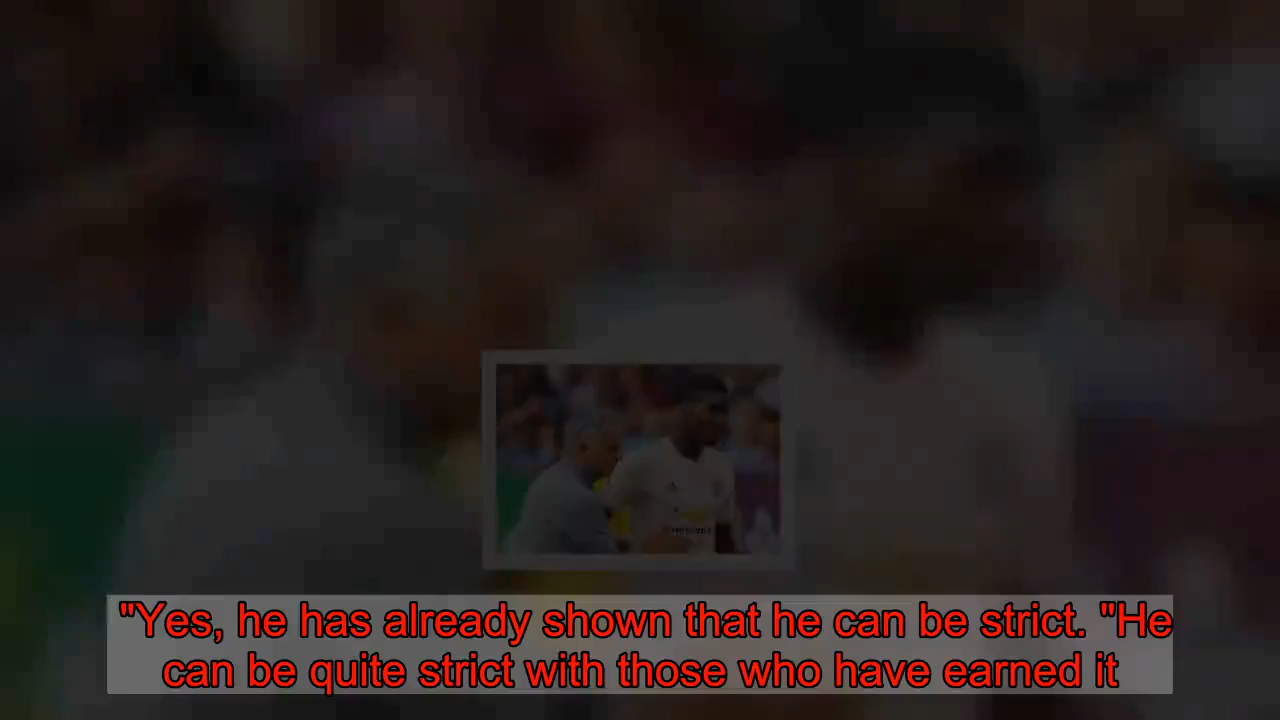 "Yes, he has already shown that he can be strict. "He
can be quite strict with those who have earned it